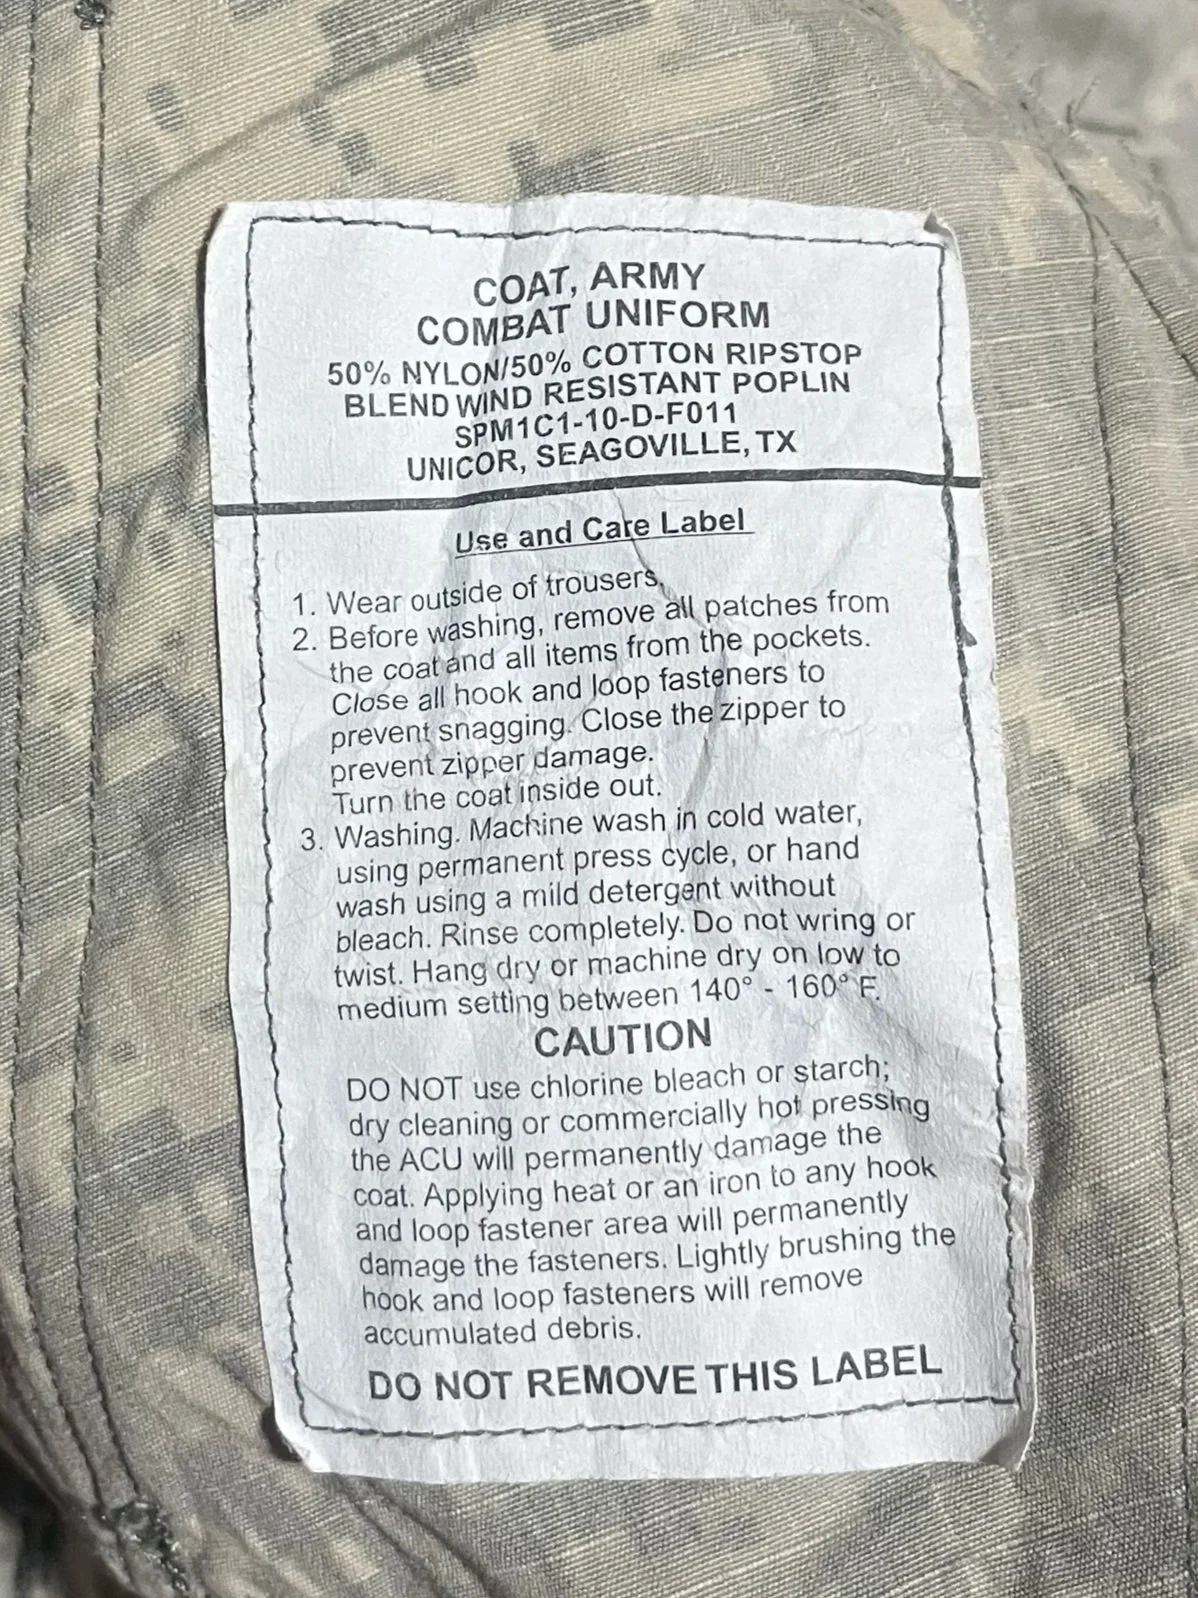 COAT, ARMY
COMBAT UNIFORM
50% NYLON/50% COTTON RIPSTOP
BLEND WIND RESISTANT POPLIN
SPM1C1-10-D-F011
UNICOR, SEAGOVILLE, TX
Use and Care Label
1. Wear outside of trousers.
2. Before washing, remove all patches from
the coat and all items from the pockets.
Close all hook and loop fasteners to
prevent snagging. Close the zipper to
prevent zipper damage.
Turn the coat inside out.
3. Washing. Machine wash in cold water,
using permanent press cycle, or hand
wash using a mild detergent without
bleach. Rinse completely. Do not wring or
twist. Hang dry or machine dry on low to
medium setting between 140° - 160° F.
CAUTION
DO NOT use chlorine bleach or starch;
dry cleaning or commercially hot pressing
the ACU will permanently damage the
coat. Applying heat or an iron to any hook
and loop fastener area will permanently
damage the fasteners. Lightly brushing the
hook and loop fasteners will remove
accumulated debris.
DO NOT REMOVE THIS LABEL